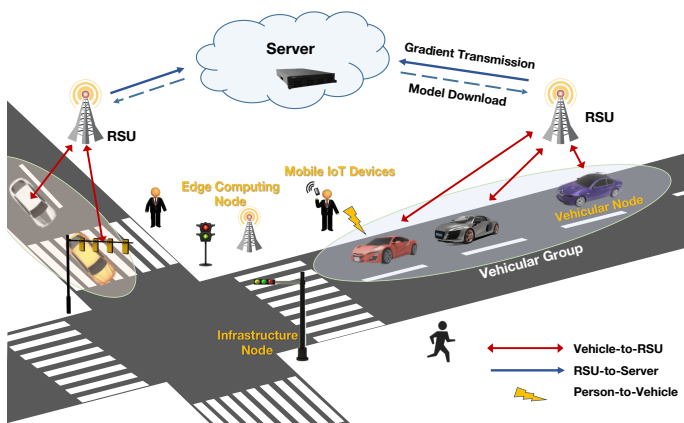 Server
Gradient Transmission
Model Download
RSU
RSU
Mobile IoT Devices
Edge Computing
Node
Vehicular Node
Vehicular Group
Infrastructure
Node
Vehicle-to-RSU
RSU-to-Server
Person-to-Vehicle